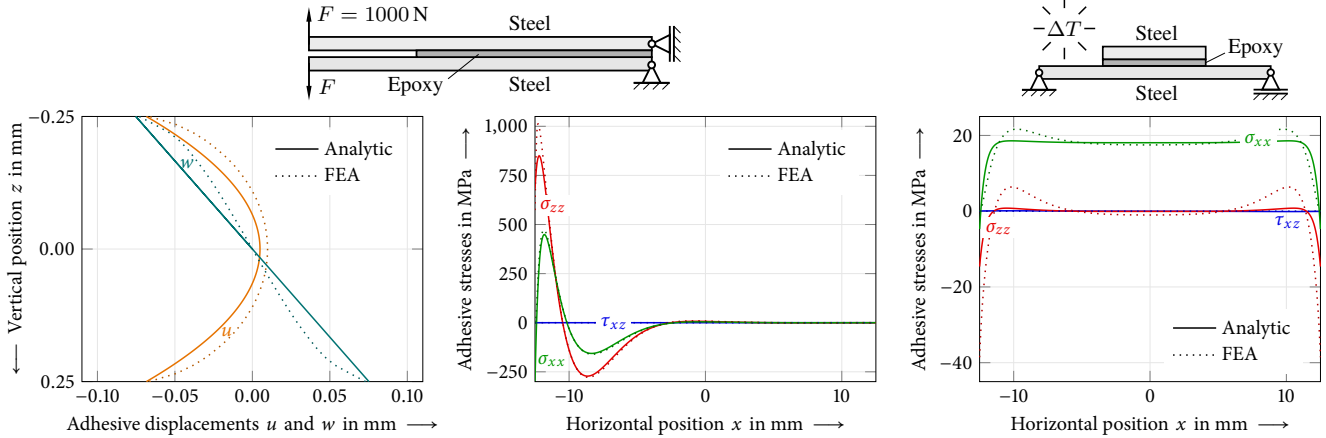 F = 1000 N
Steel
F
Epoxy
Steel
ΔT
Steel
Epoxy
Steel
-0.25
0.00
0.25
−0.10
−0.05
0.00
0.05
0.10
Analytic
FEA
w
u
⟵ Vertical position z in mm
Adhesive displacements u and w in mm ⟶
1,000
750
500
250
0
−250
−10
−5
0
5
10
Analytic
FEA
σzz
τxz
σxx
Adhesive stresses in MPa ⟶
Horizontal position x in mm ⟶
20
0
−20
−40
−10
−5
0
5
10
σxx
σzz
τxz
Analytic
FEA
Adhesive stresses in MPa ⟶
Horizontal position x in mm ⟶